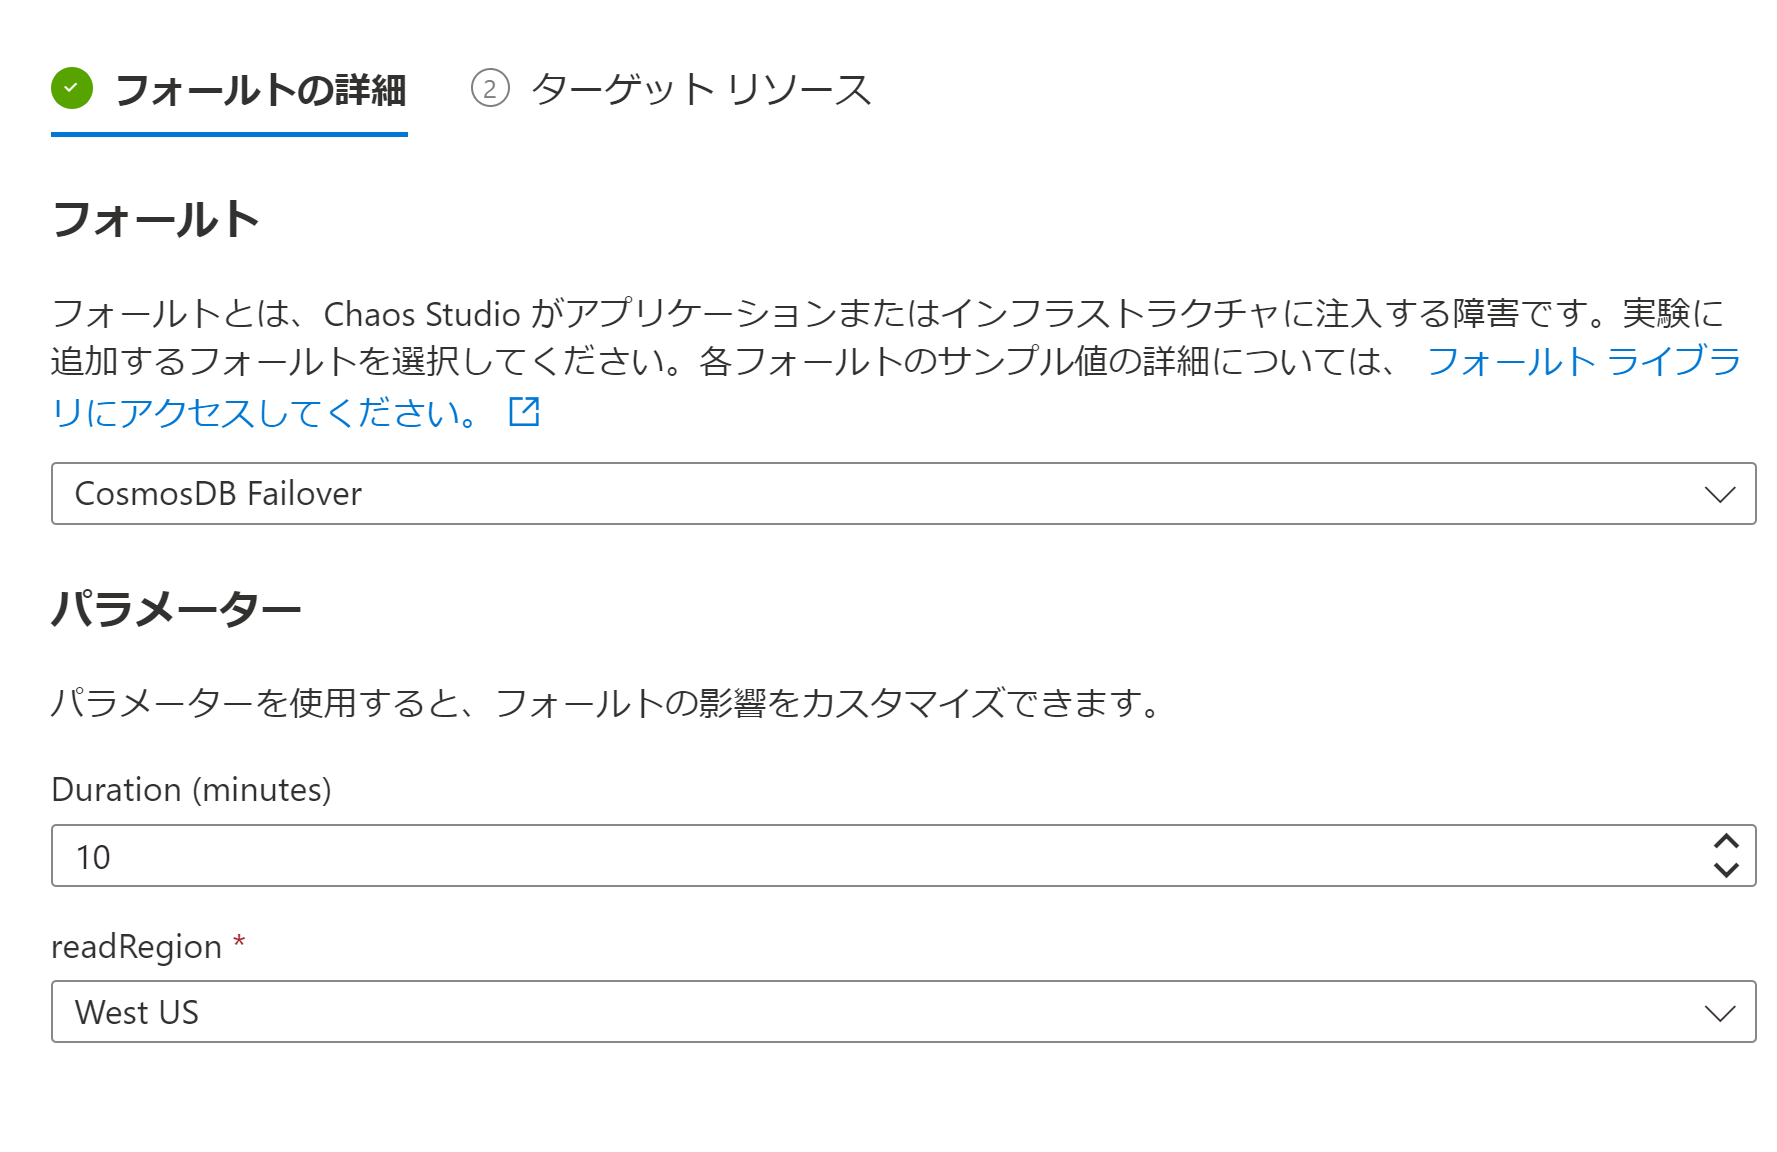 フォールトの詳細
2 ターゲット リソース
フォールト
フォールトとは、Chaos Studio がアプリケーションまたはインフラストラクチャに注入する障害です。実験に
追加するフォールトを選択してください。各フォールトのサンプル値の詳細については、 フォールト ライブラ
リにアクセスしてください。
CosmosDB Failover
パラメーター
パラメーターを使用すると、フォールトの影響をカスタマイズできます。
Duration (minutes)
10
readRegion *
West US